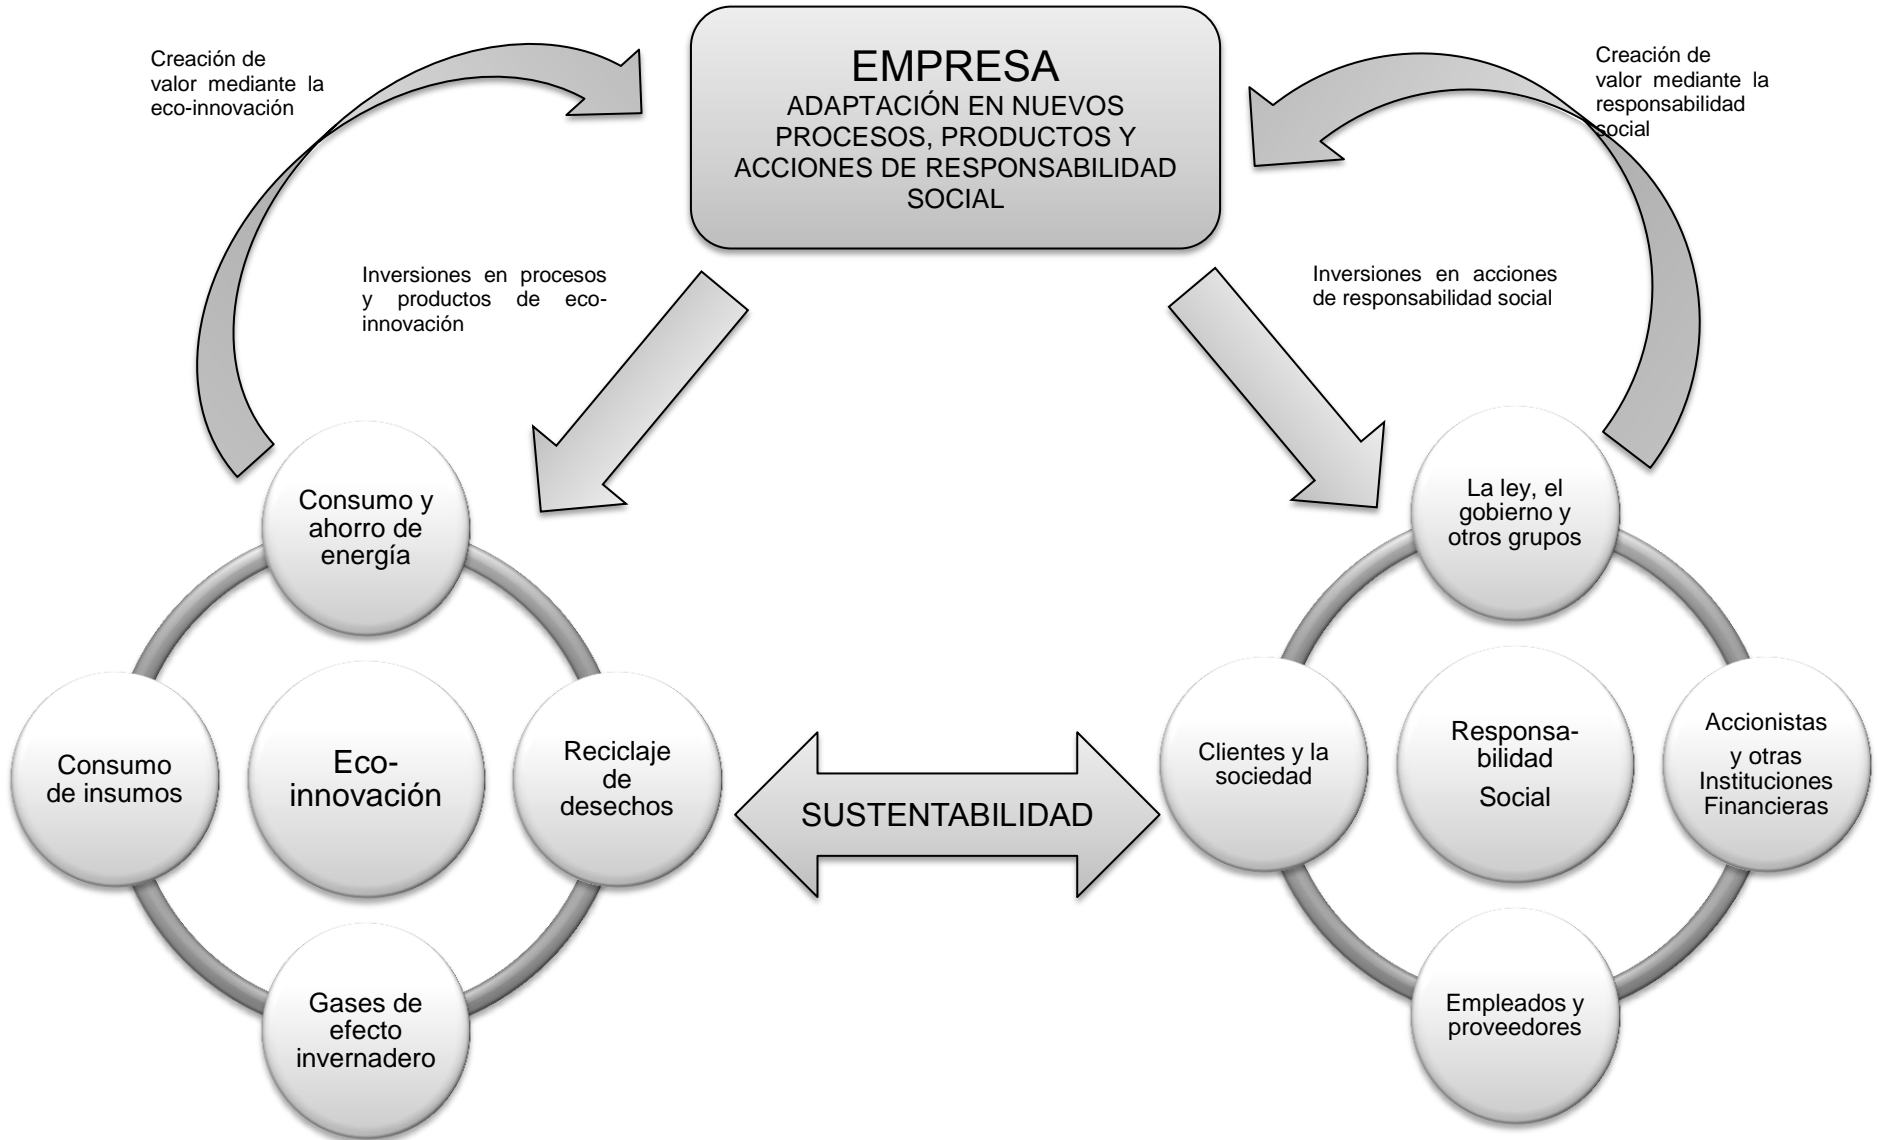 Creación de
valor mediante la
eco-innovación
EMPRESA
ADAPTACIÓN EN NUEVOS
PROCESOS, PRODUCTOS Y
ACCIONES DE RESPONSABILIDAD
SOCIAL
Creación de
valor mediante la
responsabilidad
social
Inversiones en procesos
y productos de eco-
innovación
Inversiones en acciones
de responsabilidad social
Consumo y
ahorro de
energía
Consumo
de insumos
Eco-
innovación
Reciclaje
de
desechos
Gases de
efecto
invernadero
SUSTENTABILIDAD
La ley, el
gobierno y
otros grupos
Clientes y la
sociedad
Responsa-
bilidad
Social
Accionistas
y otras
Instituciones
Financieras
Empleados y
proveedores